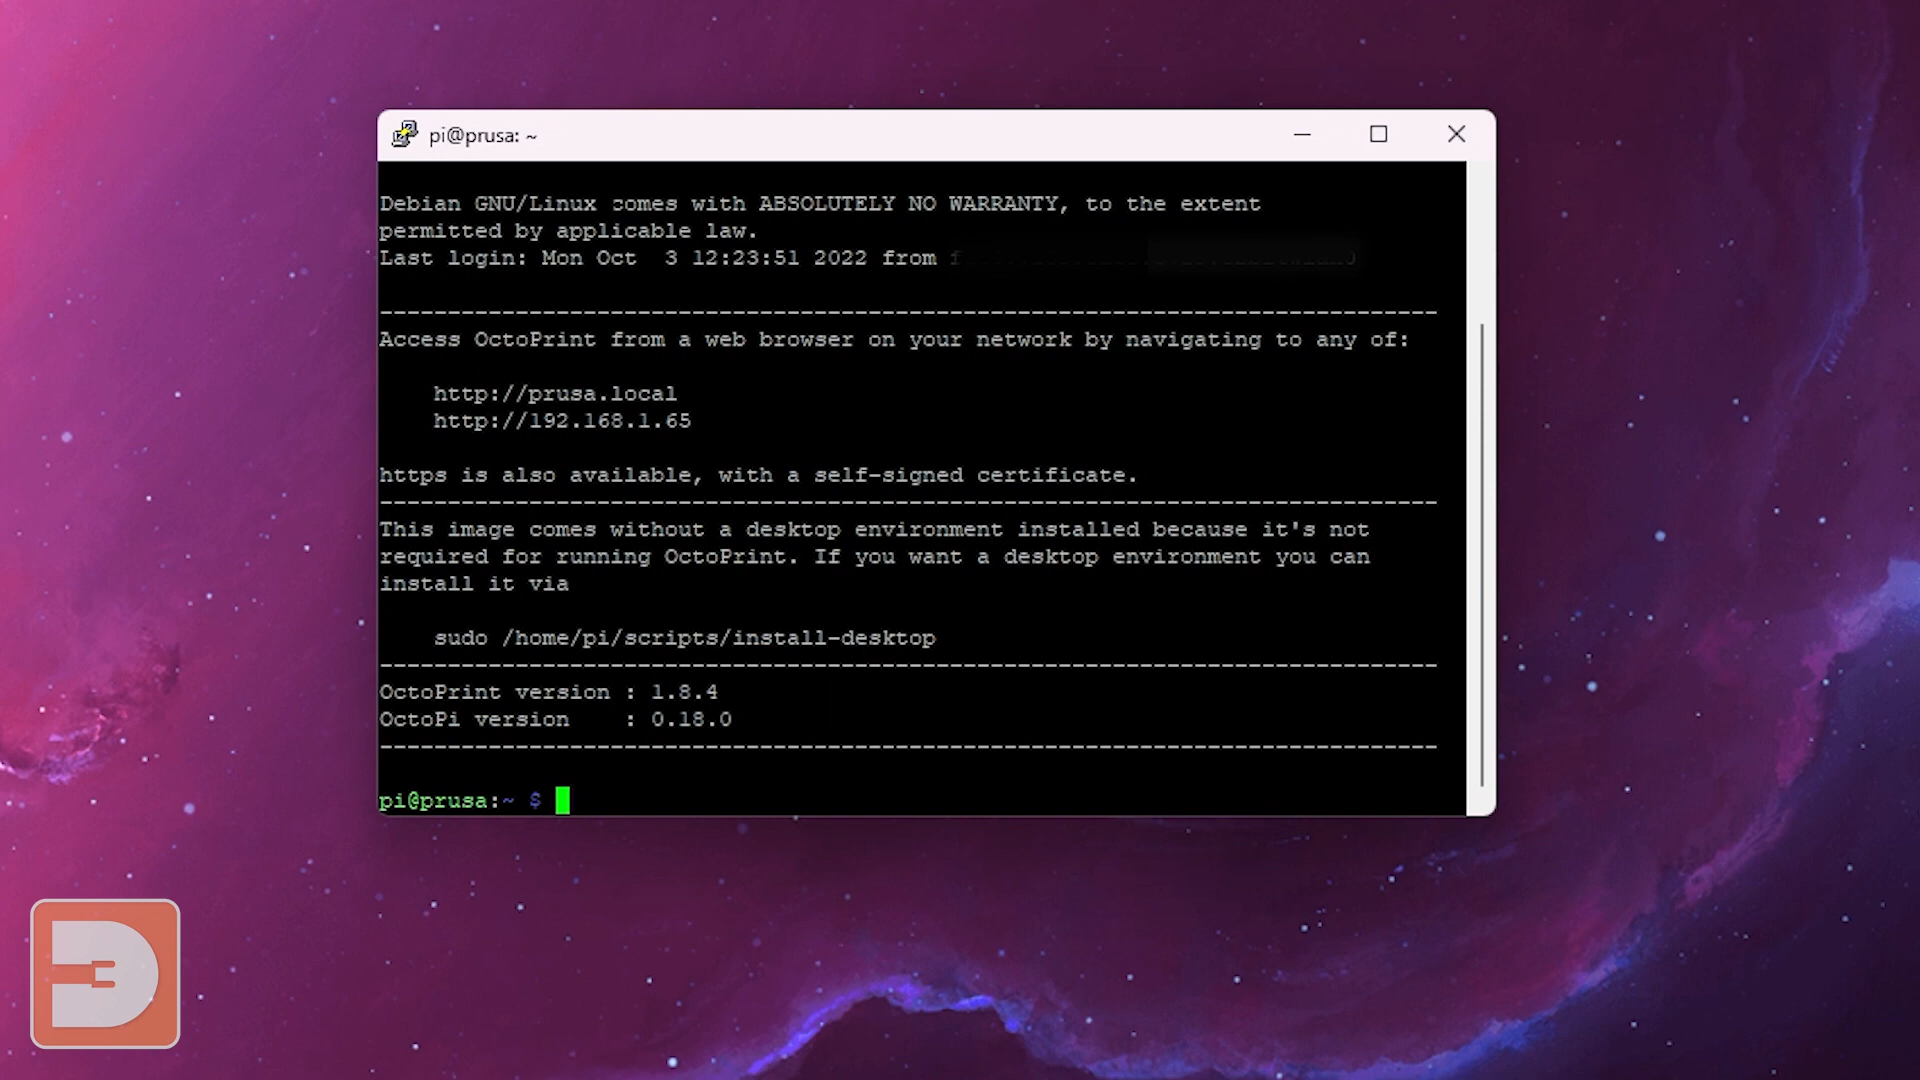 pi@prusa: ~
Debian GNU/Linux comes with ABSOLUTELY NO WARRANTY, to the extent
permitted by applicable law.
Last login: Mon Oct  3 12:23:51 2022 from
--------------------------------------------------------------------------------
Access OctoPrint from a web browser on your network by navigating to any of:
http://prusa.local
http://192.168.1.65
https is also available, with a self-signed certificate.
--------------------------------------------------------------------------------
This image comes without a desktop environment installed because it's not
required for running OctoPrint. If you want a desktop environment you can
install it via
sudo /home/pi/scripts/install-desktop
--------------------------------------------------------------------------------
OctoPrint version : 1.8.4
OctoPi version    : 0.18.0
--------------------------------------------------------------------------------
pi@prusa:~ $
3